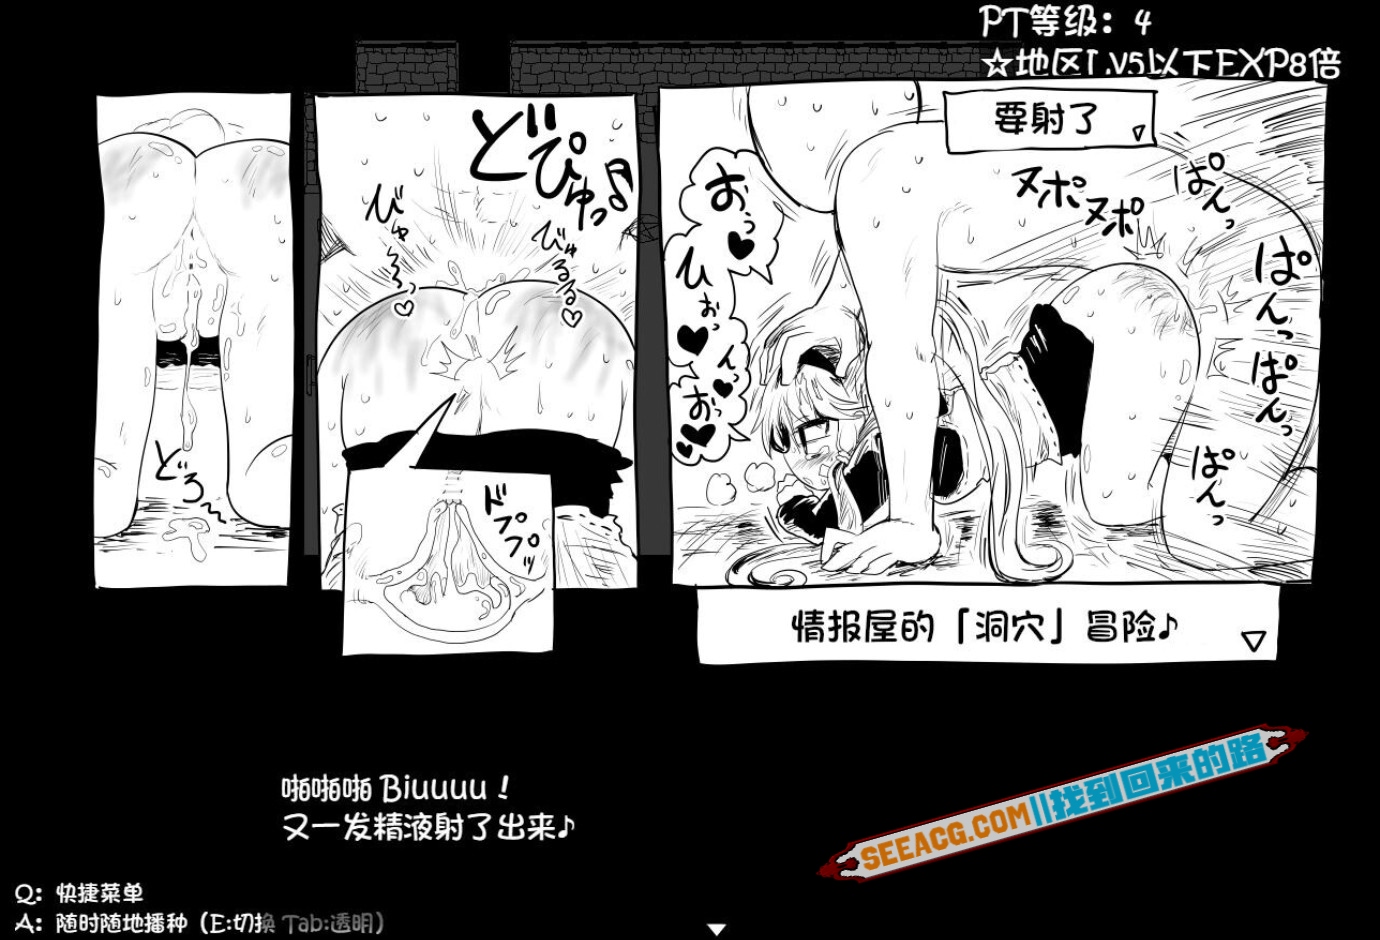 PT等级：4
☆地区Lv5以下EXP8倍
要射了
どぴゅっ♪
びゅ～っ♡
びゅるる♡
どろ
ドプププッ
おぅ♥
ひぉっ♥
んっ♥
おっ♥
ヌポ
ヌポ
ぱんっ
ぱんっ
ぱんっ
ぱんっ
情报屋的「洞穴」冒险♪
啪啪啪 Biuuuu！
又一发精液射了出来♪
SEEACG.COM||找到回来的路
Q：快捷菜单
A：随时随地播种（E:切换 Tab:透明）